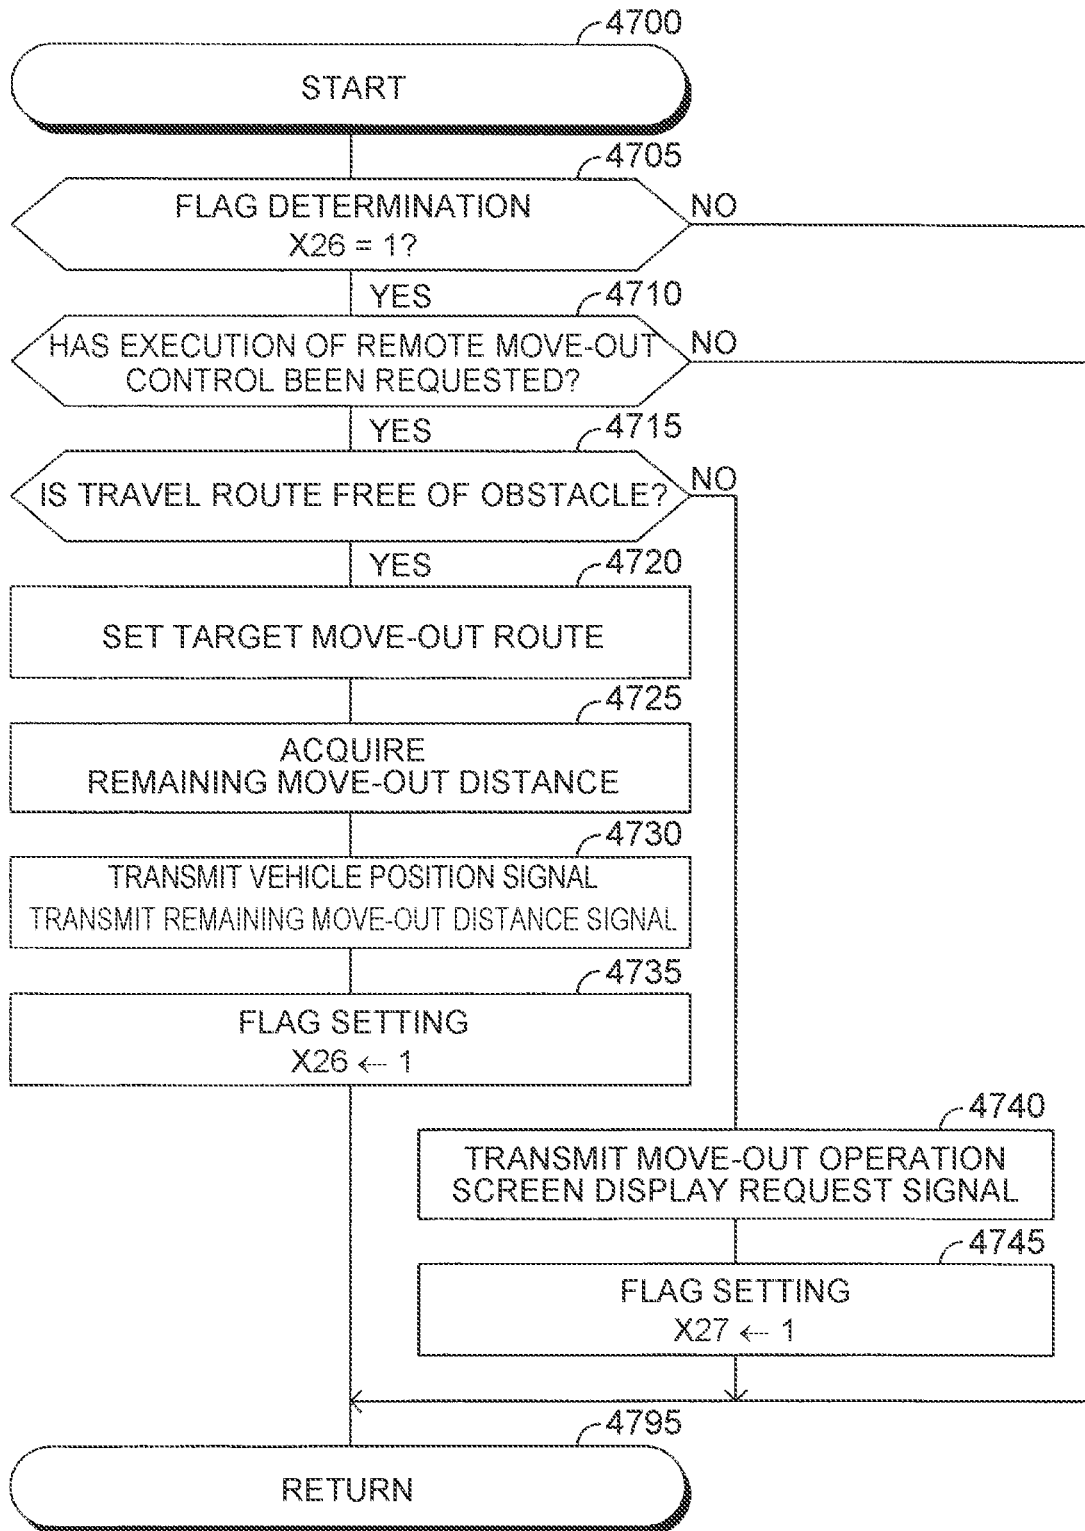 4700
START
4705
FLAG DETERMINATION
X26 = 1?
NO
YES
4710
HAS EXECUTION OF REMOTE MOVE-OUT
CONTROL BEEN REQUESTED?
NO
YES
4715
IS TRAVEL ROUTE FREE OF OBSTACLE?
NO
YES
4720
SET TARGET MOVE-OUT ROUTE
4725
ACQUIRE
REMAINING MOVE-OUT DISTANCE
4730
TRANSMIT VEHICLE POSITION SIGNAL
TRANSMIT REMAINING MOVE-OUT DISTANCE SIGNAL
4735
FLAG SETTING
X26 ← 1
4740
TRANSMIT MOVE-OUT OPERATION
SCREEN DISPLAY REQUEST SIGNAL
4745
FLAG SETTING
X27 ← 1
4795
RETURN